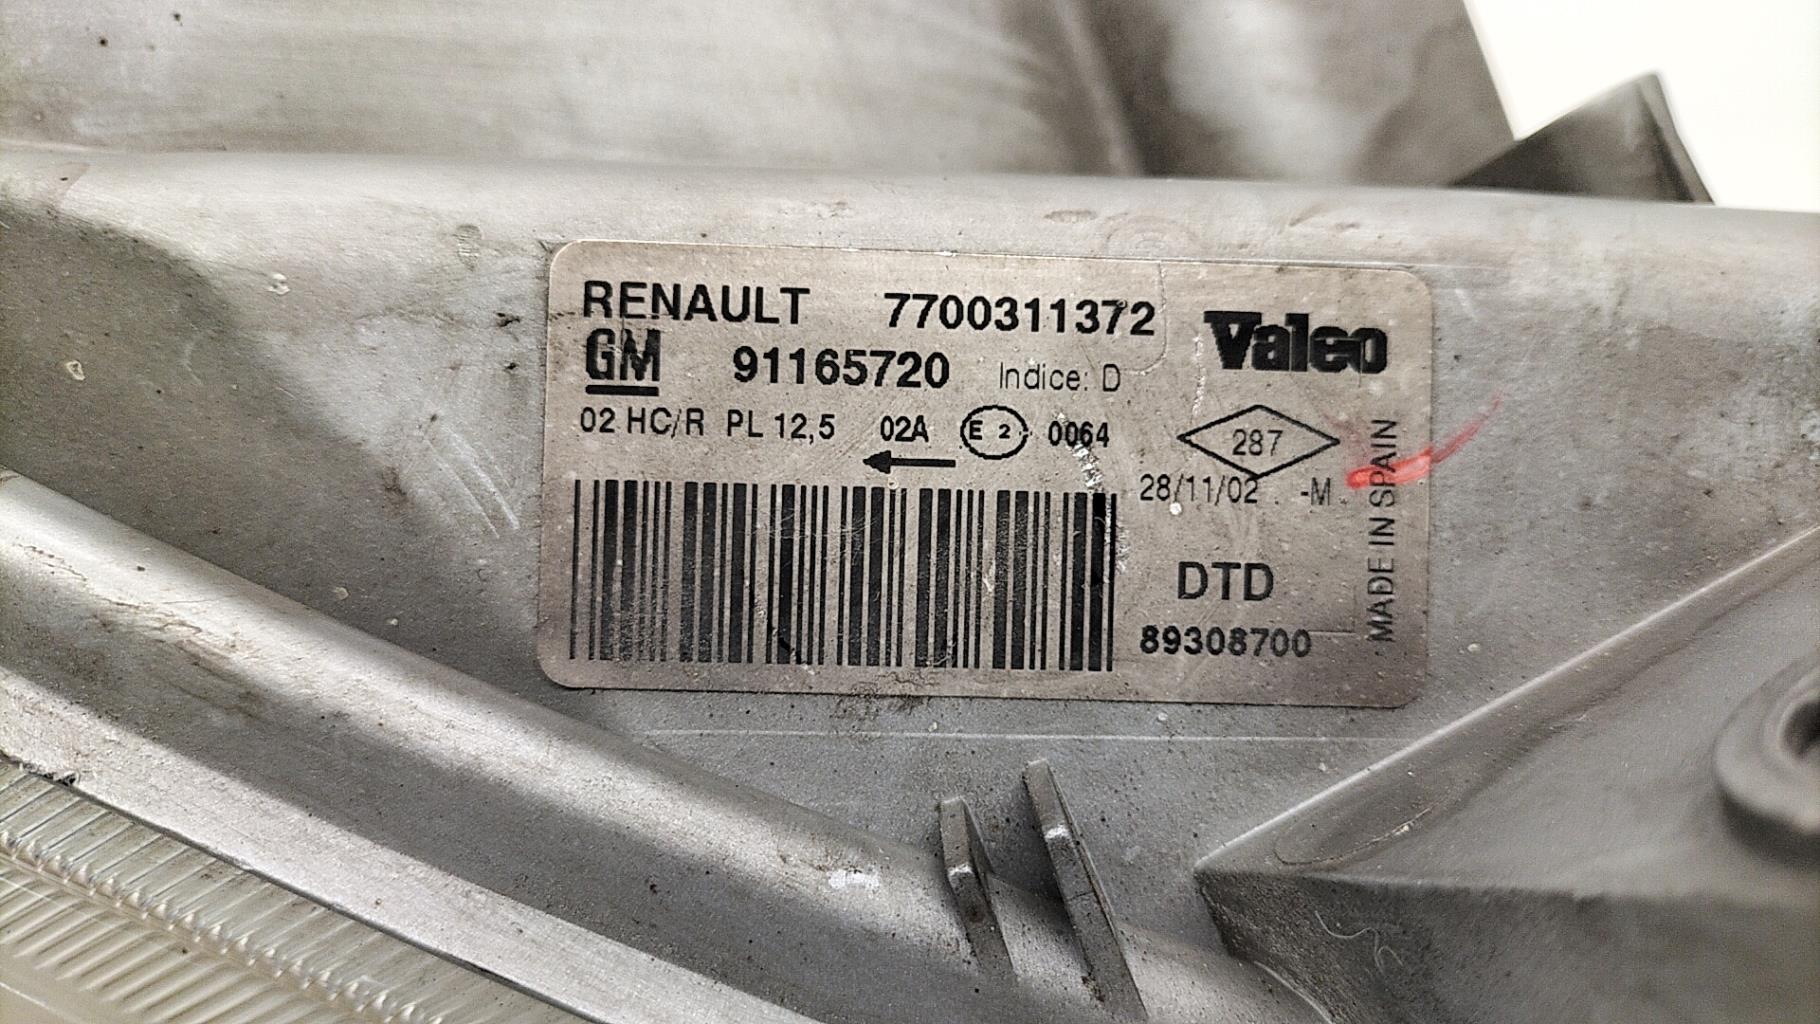 RENAULT 7700311372 Valeo
GM 91165720 Indice: D
02 HC/R PL 12,5 02A E 2 0064
287
28/11/02 . -M.
DTD
89308700
MADE IN SPAIN